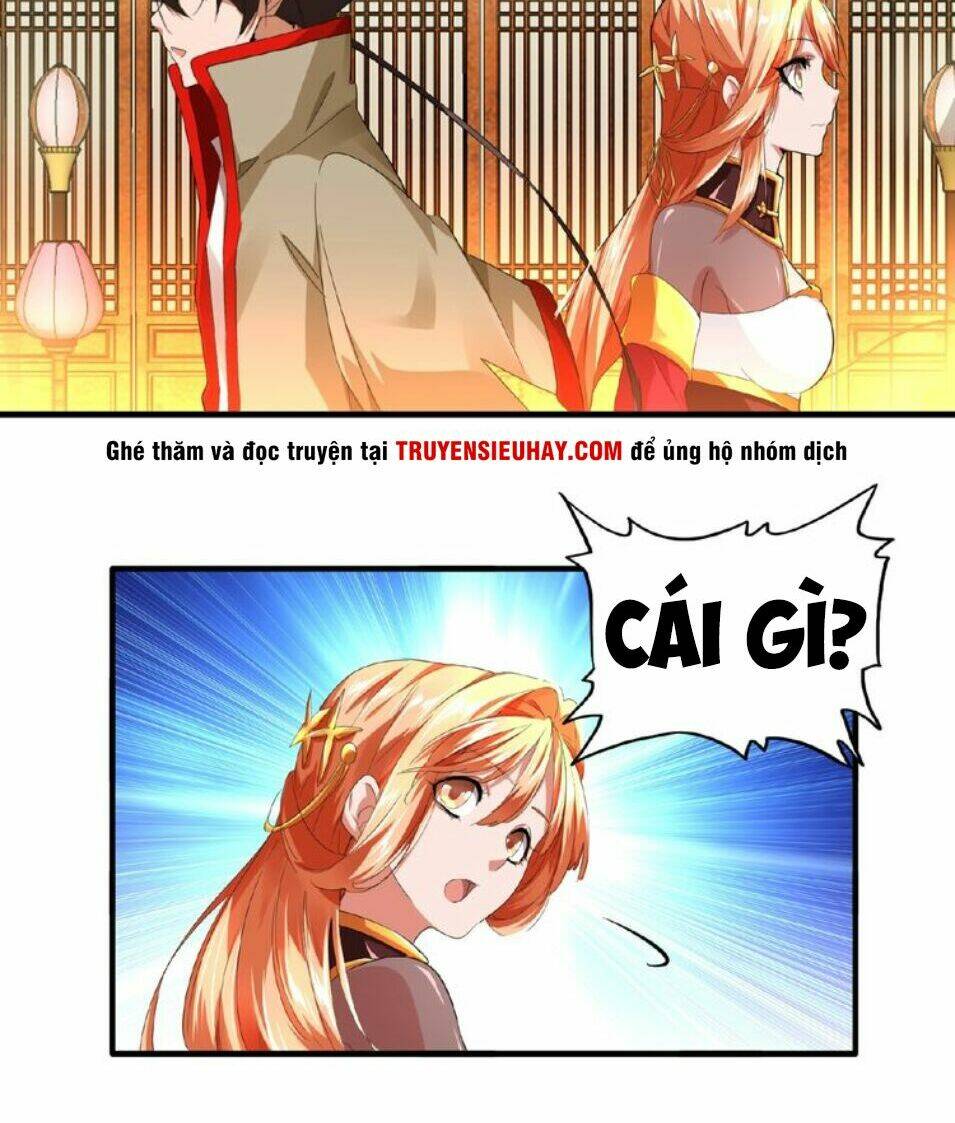 Ghé thăm và đọc truyện tại TRUYENSIEUHAY.COM để ủng hộ nhóm dịch
CÁI GÌ?